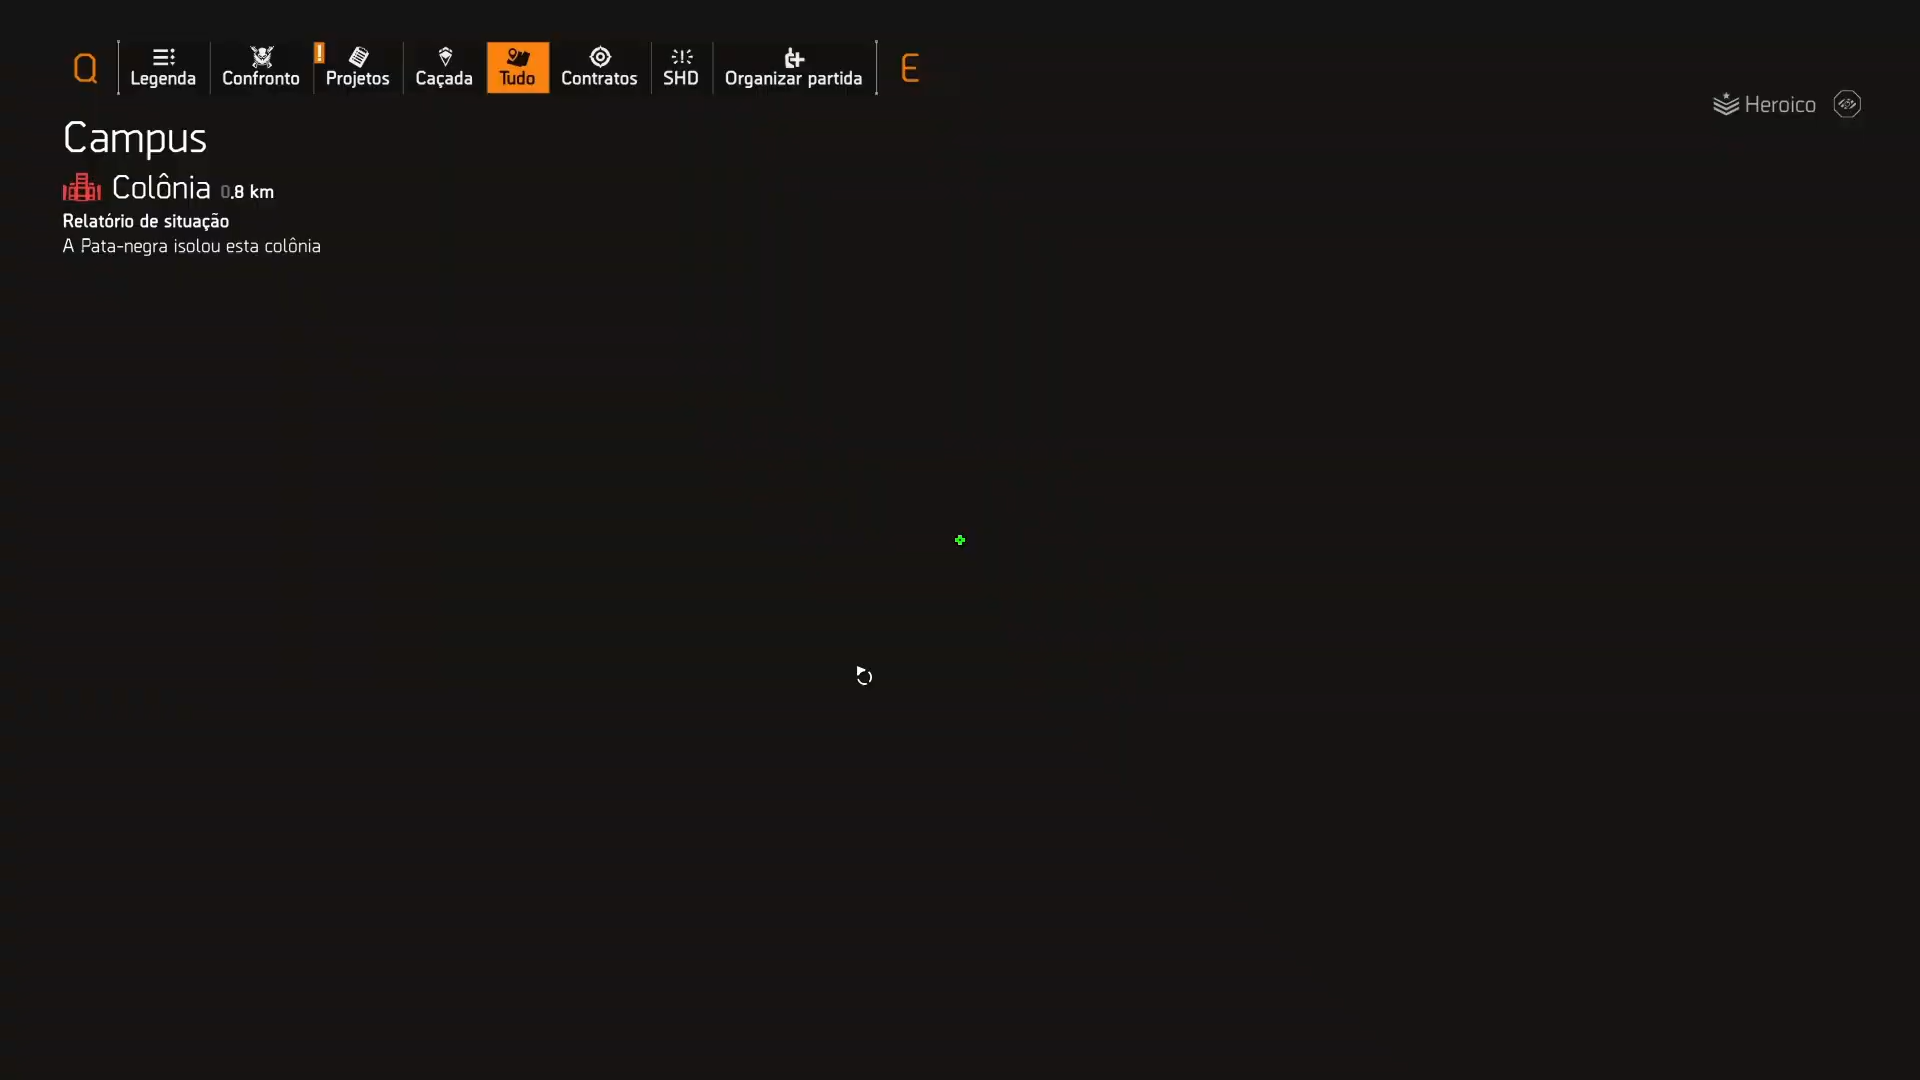 Q Legenda Confronto ! Projetos Caçada Tudo Contratos SHD Organizar partida E
Heroico
Campus
Colônia 0.8 km
Relatório de situação
A Pata-negra isolou esta colônia